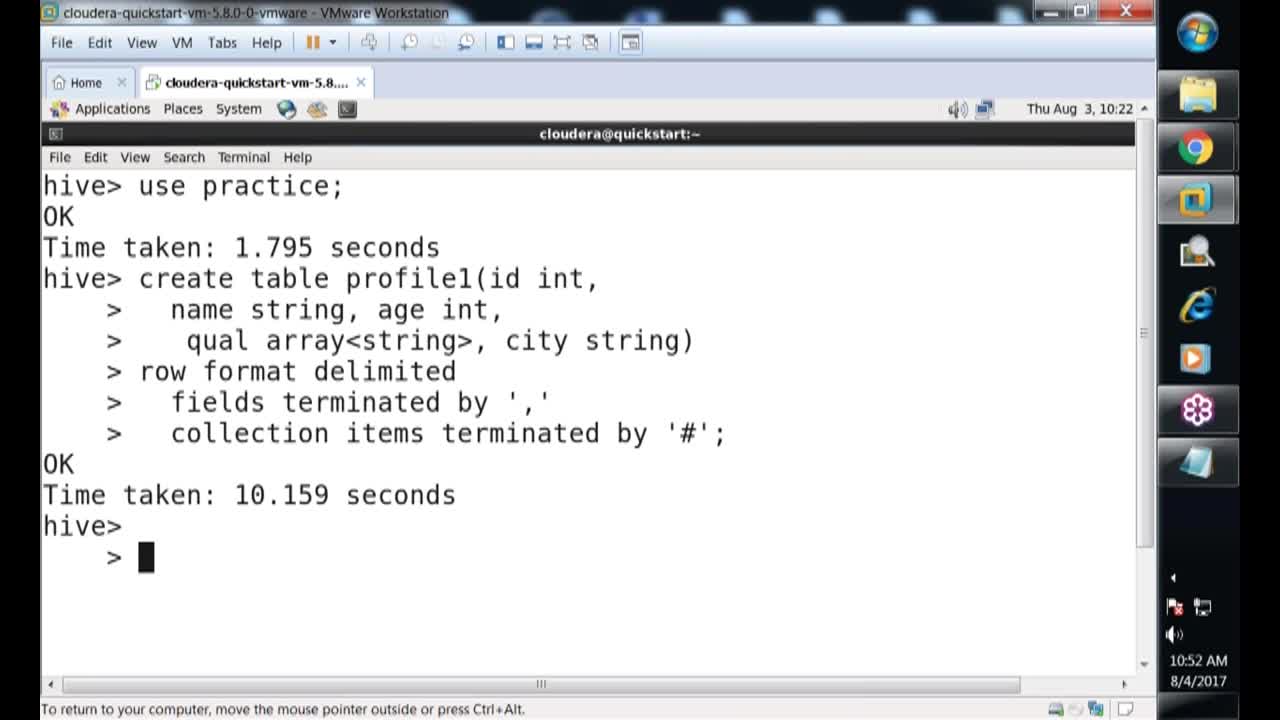 cloudera-quickstart-vm-5.8.0-0-vmware - VMware Workstation
File Edit View VM Tabs Help
Home cloudera-quickstart-vm-5.8....
Applications Places System Thu Aug 3, 10:22
cloudera@quickstart:~
File Edit View Search Terminal Help
hive> use practice;
OK
Time taken: 1.795 seconds
hive> create table profile1(id int,
> name string, age int,
> qual array<string>, city string)
> row format delimited
> fields terminated by ','
> collection items terminated by '#';
OK
Time taken: 10.159 seconds
hive>
>
To return to your computer, move the mouse pointer outside or press Ctrl+Alt.
10:52 AM
8/4/2017